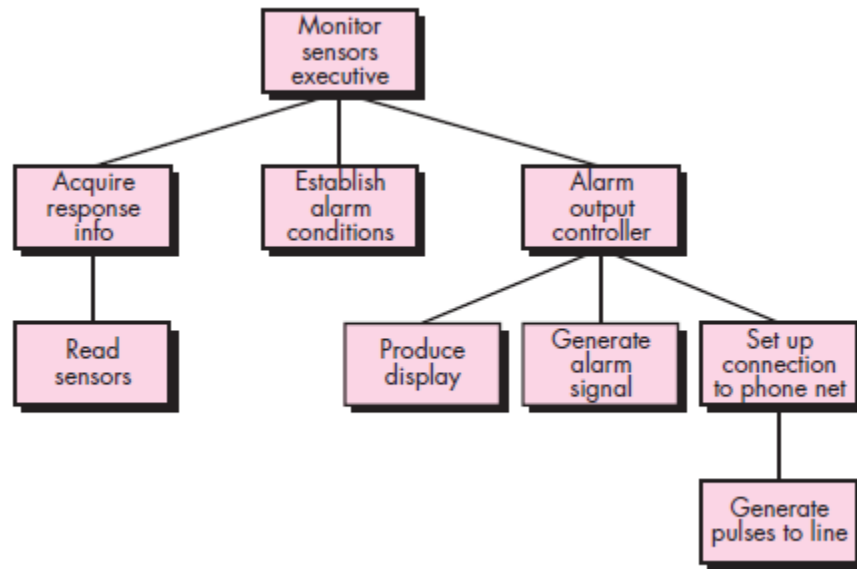 Monitor
sensors
executive
Acquire
response
info
Establish
alarm
conditions
Alarm
output
controller
Read
sensors
Produce
display
Generate
alarm
signal
Set up
connection
to phone net
Generate
pulses to line